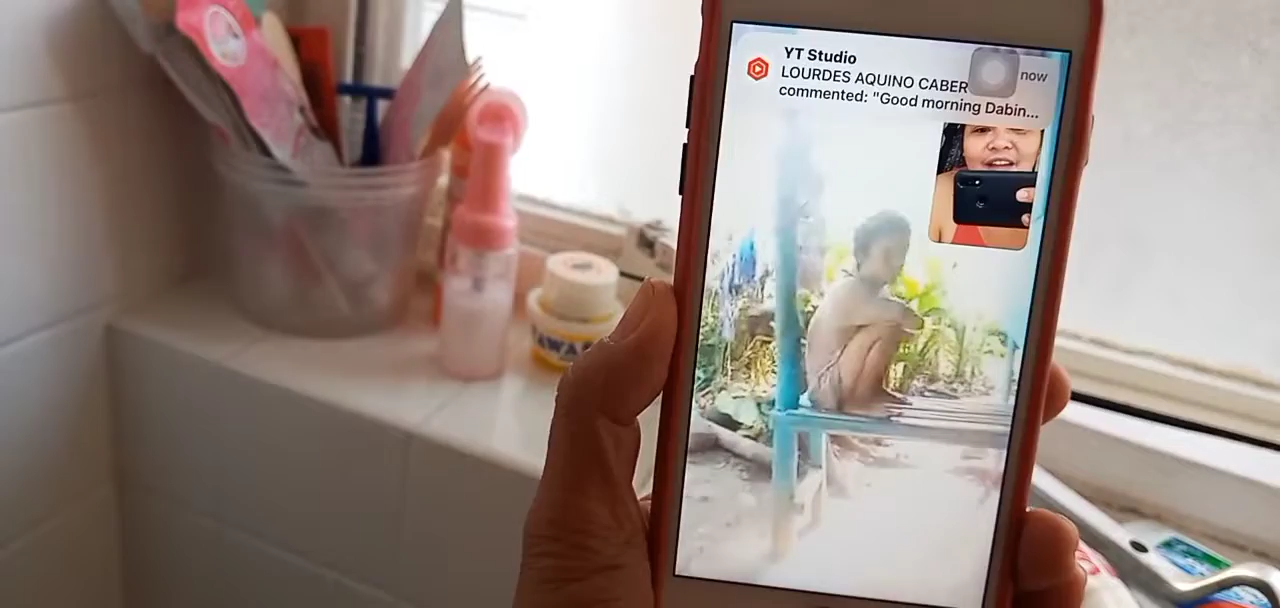 YT Studio
LOURDES AQUINO CABER
now
commented: "Good morning Dabin...